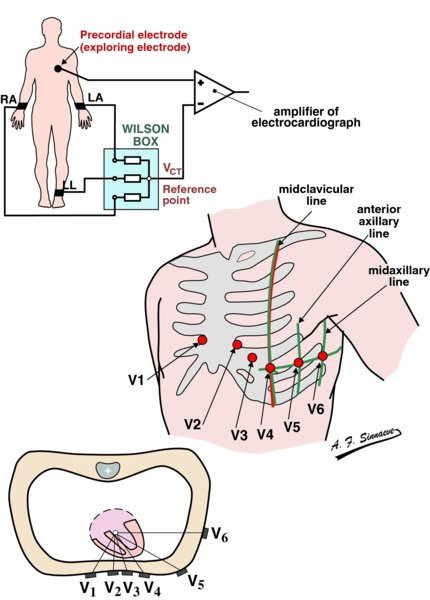 Precordial electrode
(exploring electrode)
RA
LA
LL
WILSON
BOX
VCT
Reference
point
+
−
amplifier of
electrocardiograph
midclavicular
line
anterior
axillary
line
midaxillary
line
V1
V2
V3
V4
V5
V6
A. F. Sinnaeve
V6
V5
V1 V2 V3 V4